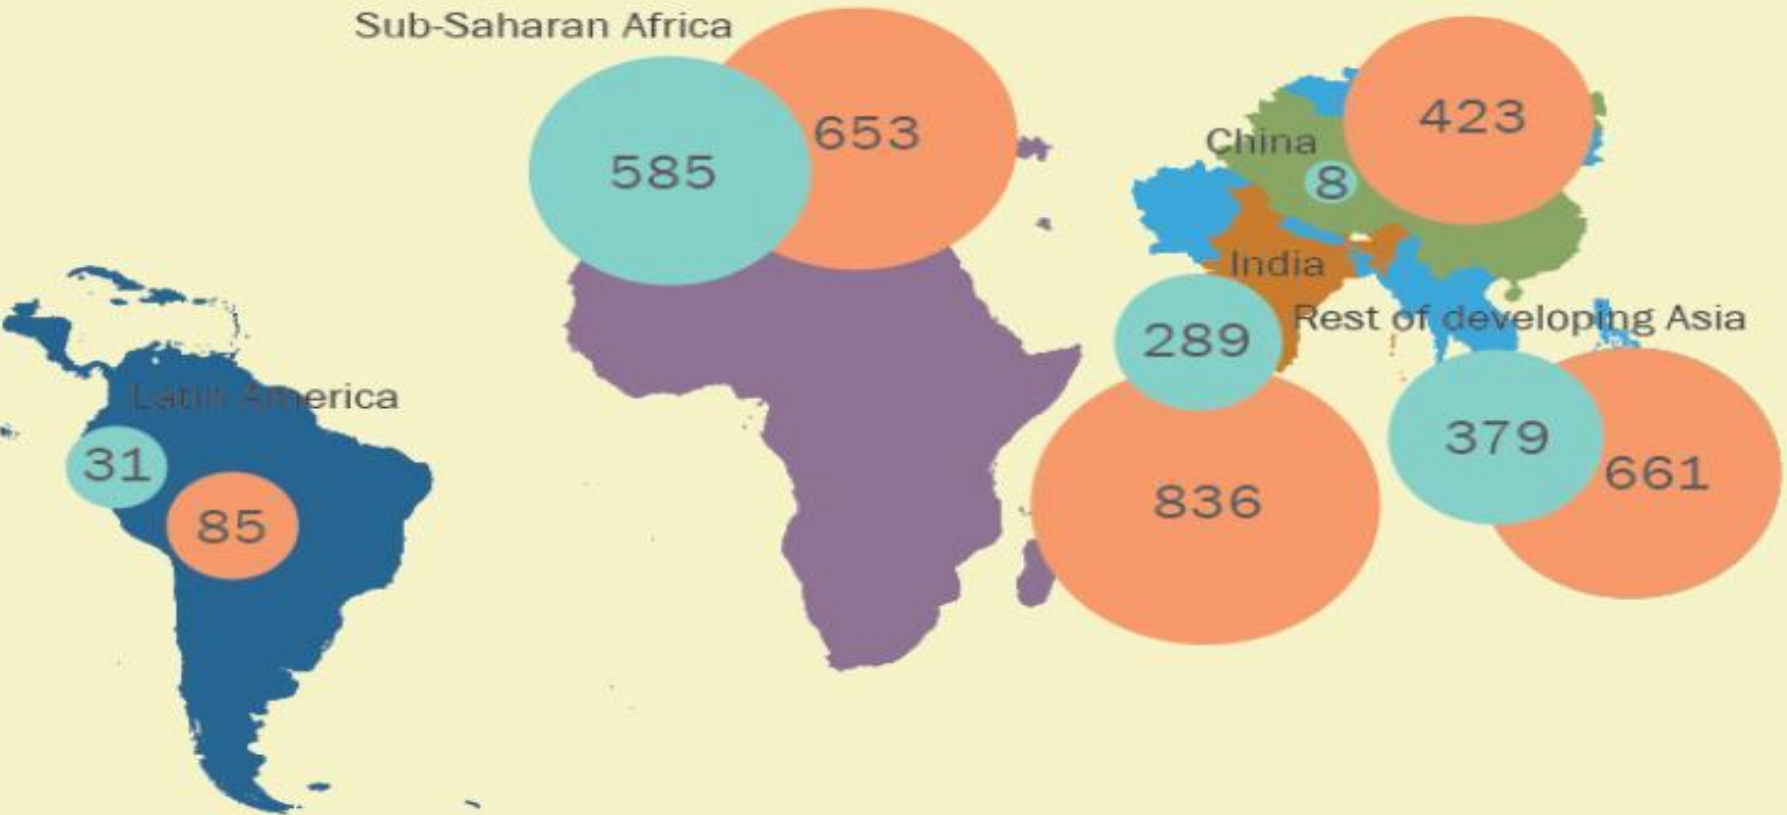 Sub-Saharan Africa
653
585
423
China
8
India
289
Rest of developing Asia
379
661
836
Latin America
31
85